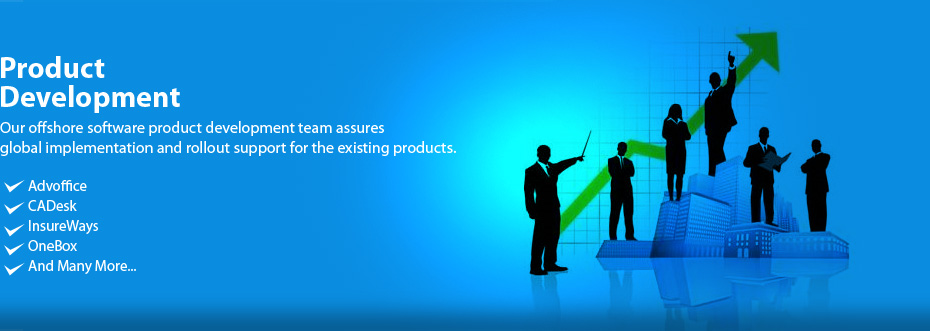 Product
Development
Our offshore software product development team assures
global implementation and rollout support for the existing products.
Advoffice
CADesk
InsureWays
OneBox
And Many More...